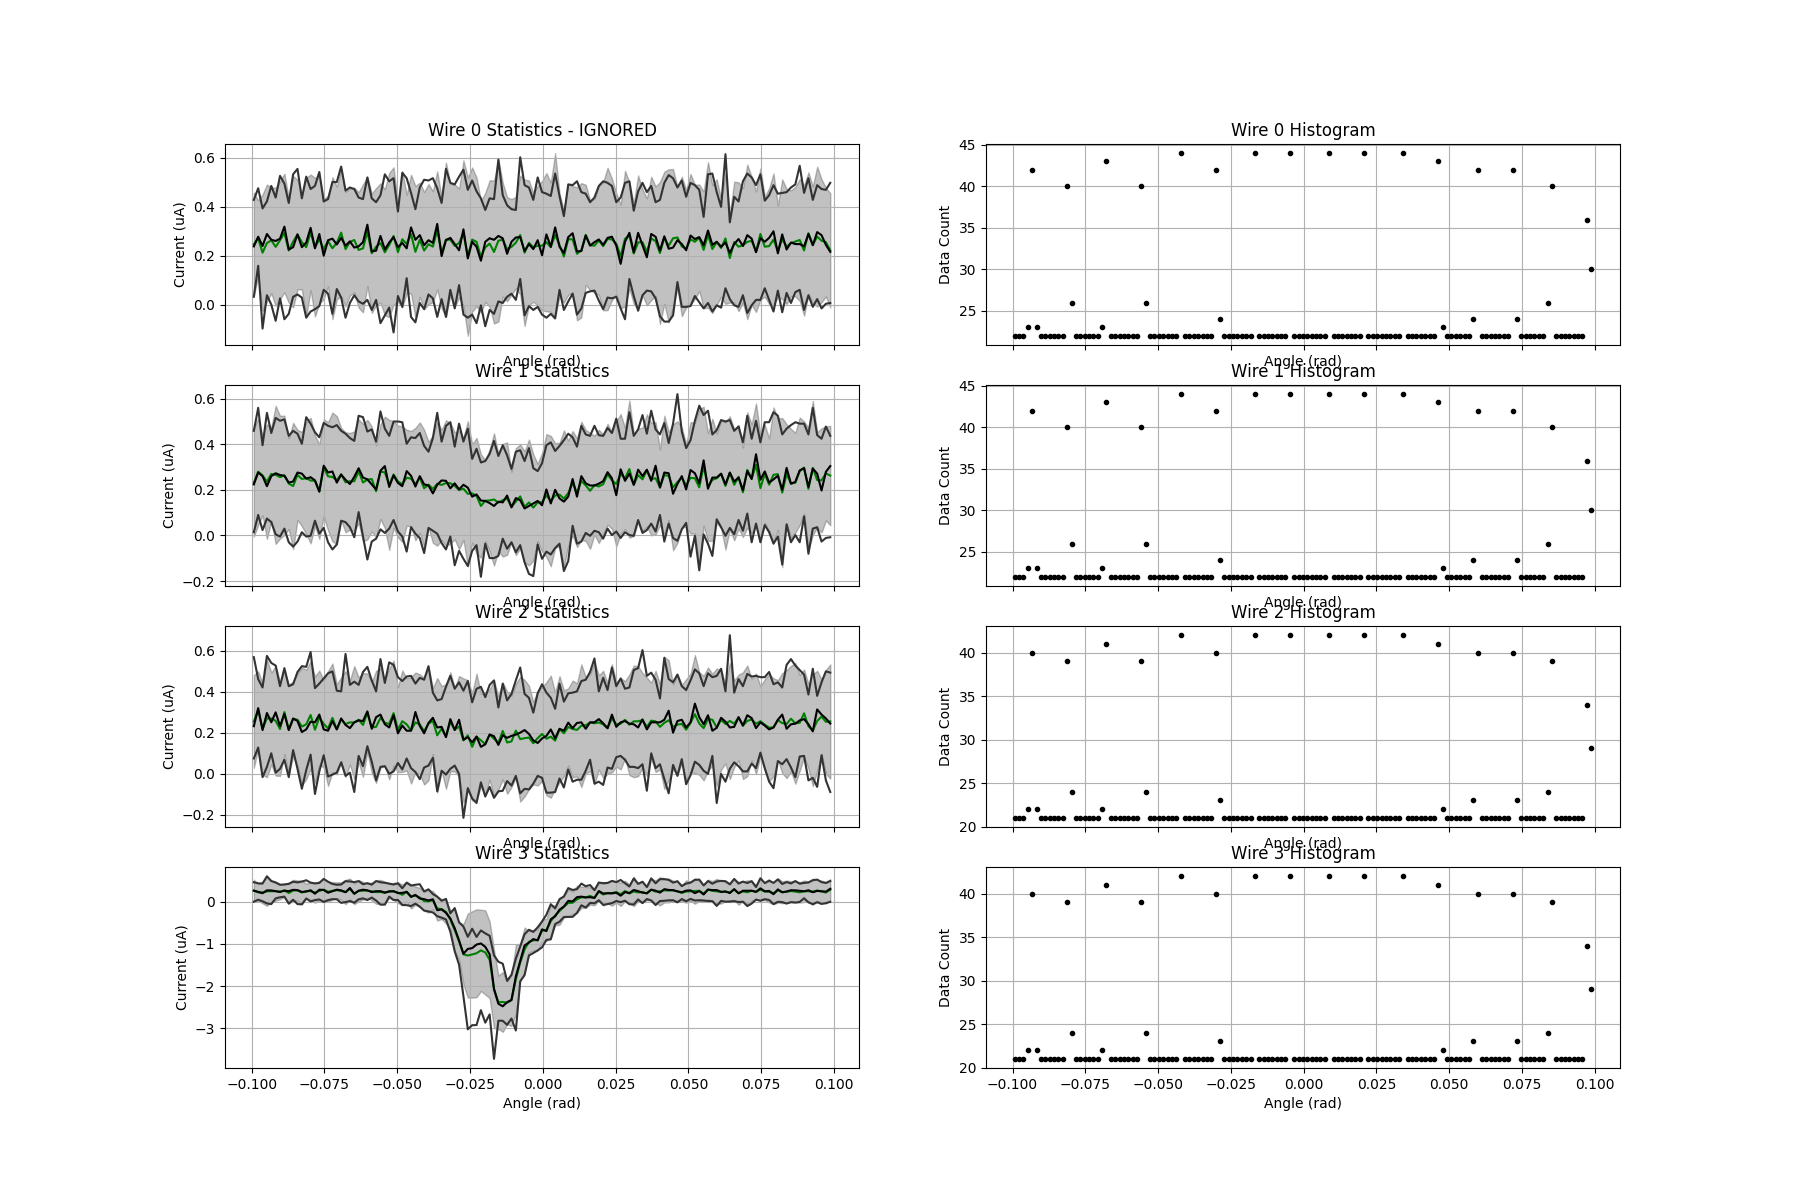 Wire 0 Statistics - IGNORED
Current (uA)
0.6
0.4
0.2
0.0
Angle (rad)
Wire 0 Histogram
Data Count
45
40
35
30
25
Angle (rad)
Wire 1 Statistics
Current (uA)
0.6
0.4
0.2
0.0
−0.2
Angle (rad)
Wire 1 Histogram
Data Count
45
40
35
30
25
Angle (rad)
Wire 2 Statistics
Current (uA)
0.6
0.4
0.2
0.0
−0.2
Angle (rad)
Wire 2 Histogram
Data Count
40
35
30
25
20
Angle (rad)
Wire 3 Statistics
Current (uA)
0
−1
−2
−3
−0.100 −0.075 −0.050 −0.025 0.000 0.025 0.050 0.075 0.100
Angle (rad)
Wire 3 Histogram
Data Count
40
35
30
25
20
−0.100 −0.075 −0.050 −0.025 0.000 0.025 0.050 0.075 0.100
Angle (rad)